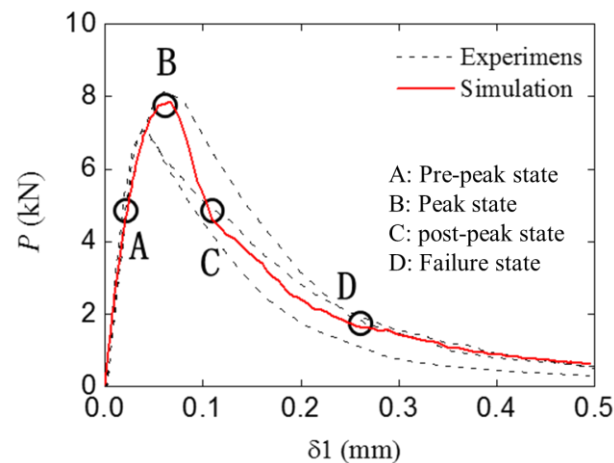 10
8
6
4
2
0
P (kN)
B
A
C
D
Experimens
Simulation
A: Pre-peak state
B: Peak state
C: post-peak state
D: Failure state
0.0 0.1 0.2 0.3 0.4 0.5
δ1 (mm)